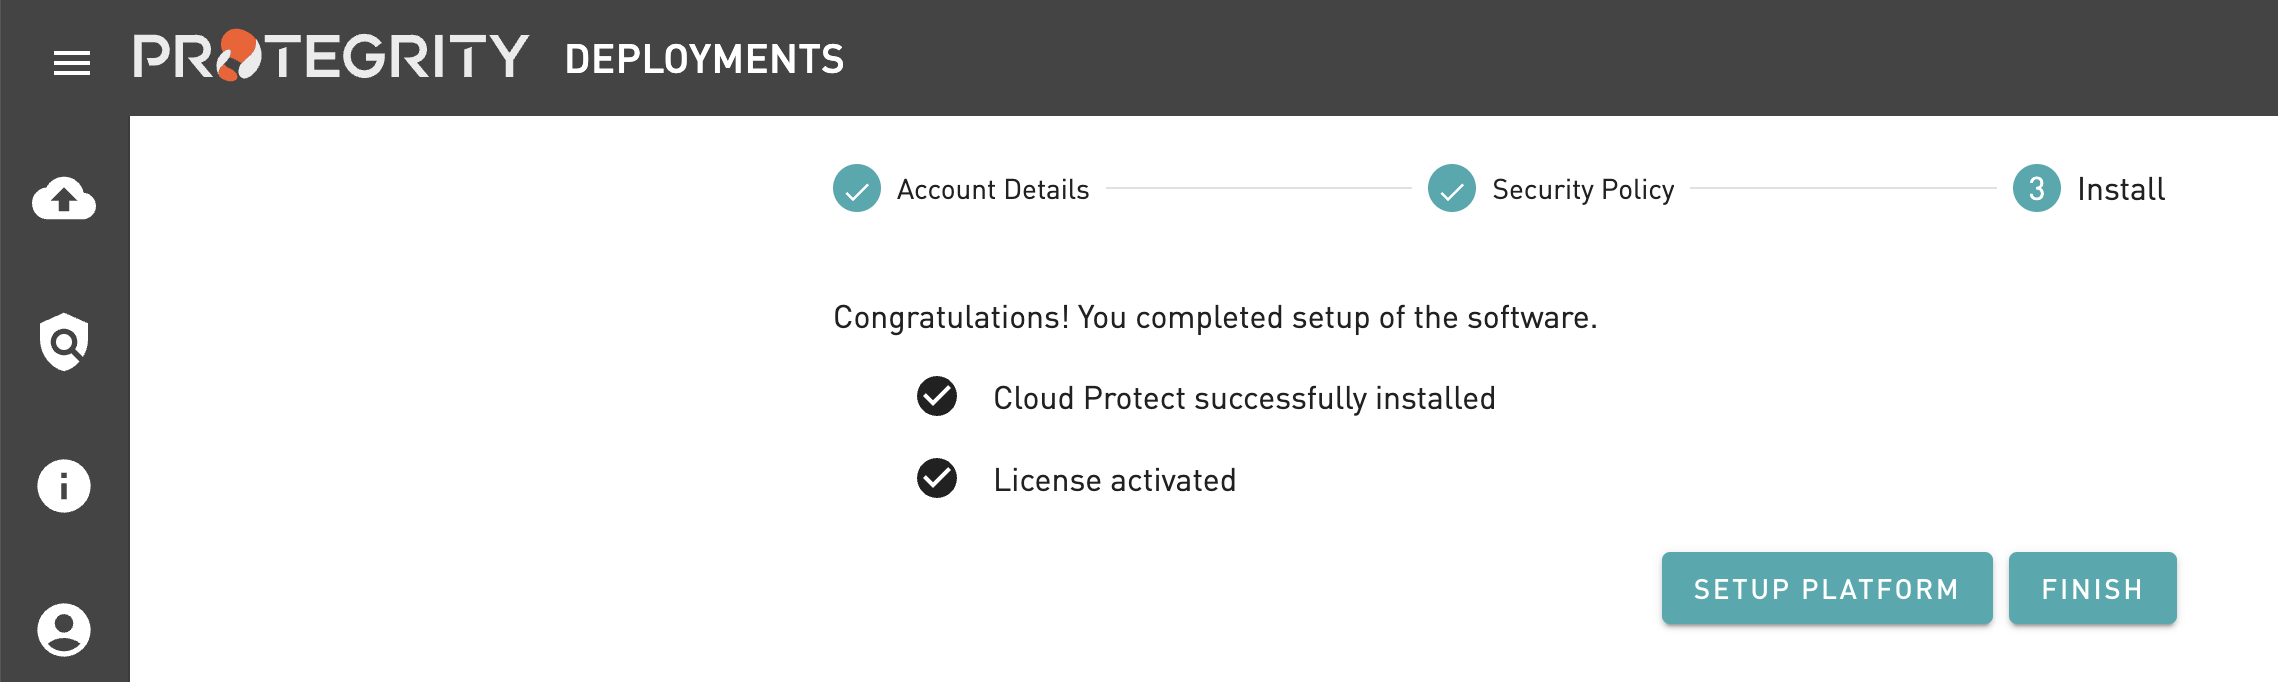 PROTEGRITY DEPLOYMENTS
Account Details Security Policy 3 Install
Congratulations! You completed setup of the software.
Cloud Protect successfully installed
License activated
SETUP PLATFORM FINISH